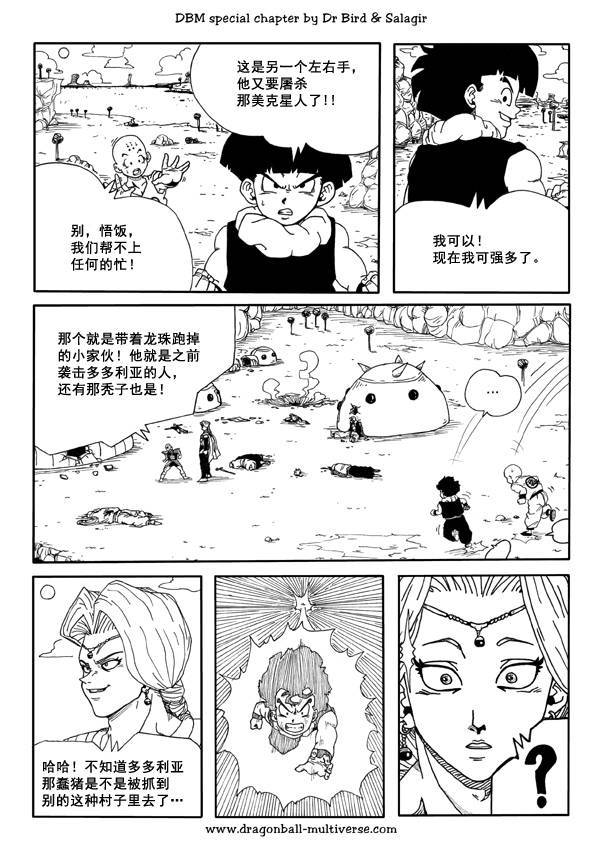 DBM special chapter by Dr Bird & Salagir
这是另一个左右手，
他又要屠杀
那美克星人了！！
别，悟饭，
我们帮不上
任何的忙！
我可以！
现在我可强多了。
那个就是带着龙珠跑掉
的小家伙！他就是之前
袭击多多利亚的人，
还有那秃子也是！
…
哈哈！不知道多多利亚
那蠢猪是不是被抓到
别的这种村子里去了…
？
www.dragonball-multiverse.com